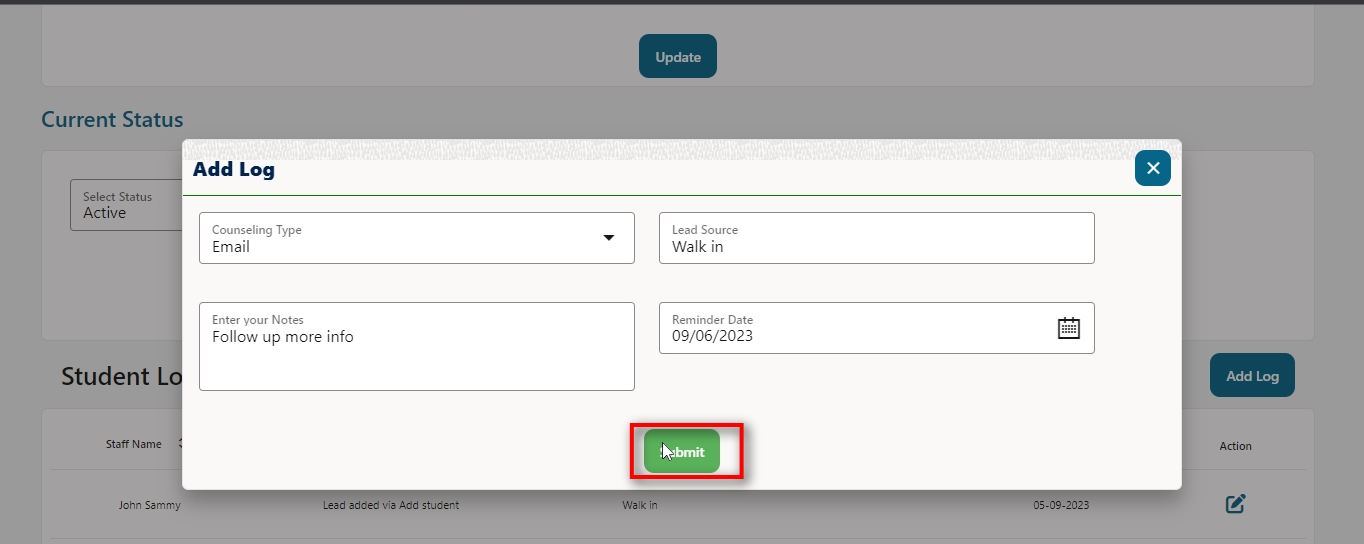 Update
Current Status
Select Status
Active
Add Log
Counseling Type
Email
Lead Source
Walk in
Enter your Notes
Follow up more info
Reminder Date
09/06/2023
Student Lo
Add Log
bmit
Staff Name
Action
John Sammy
Lead added via Add student
Walk in
05-09-2023